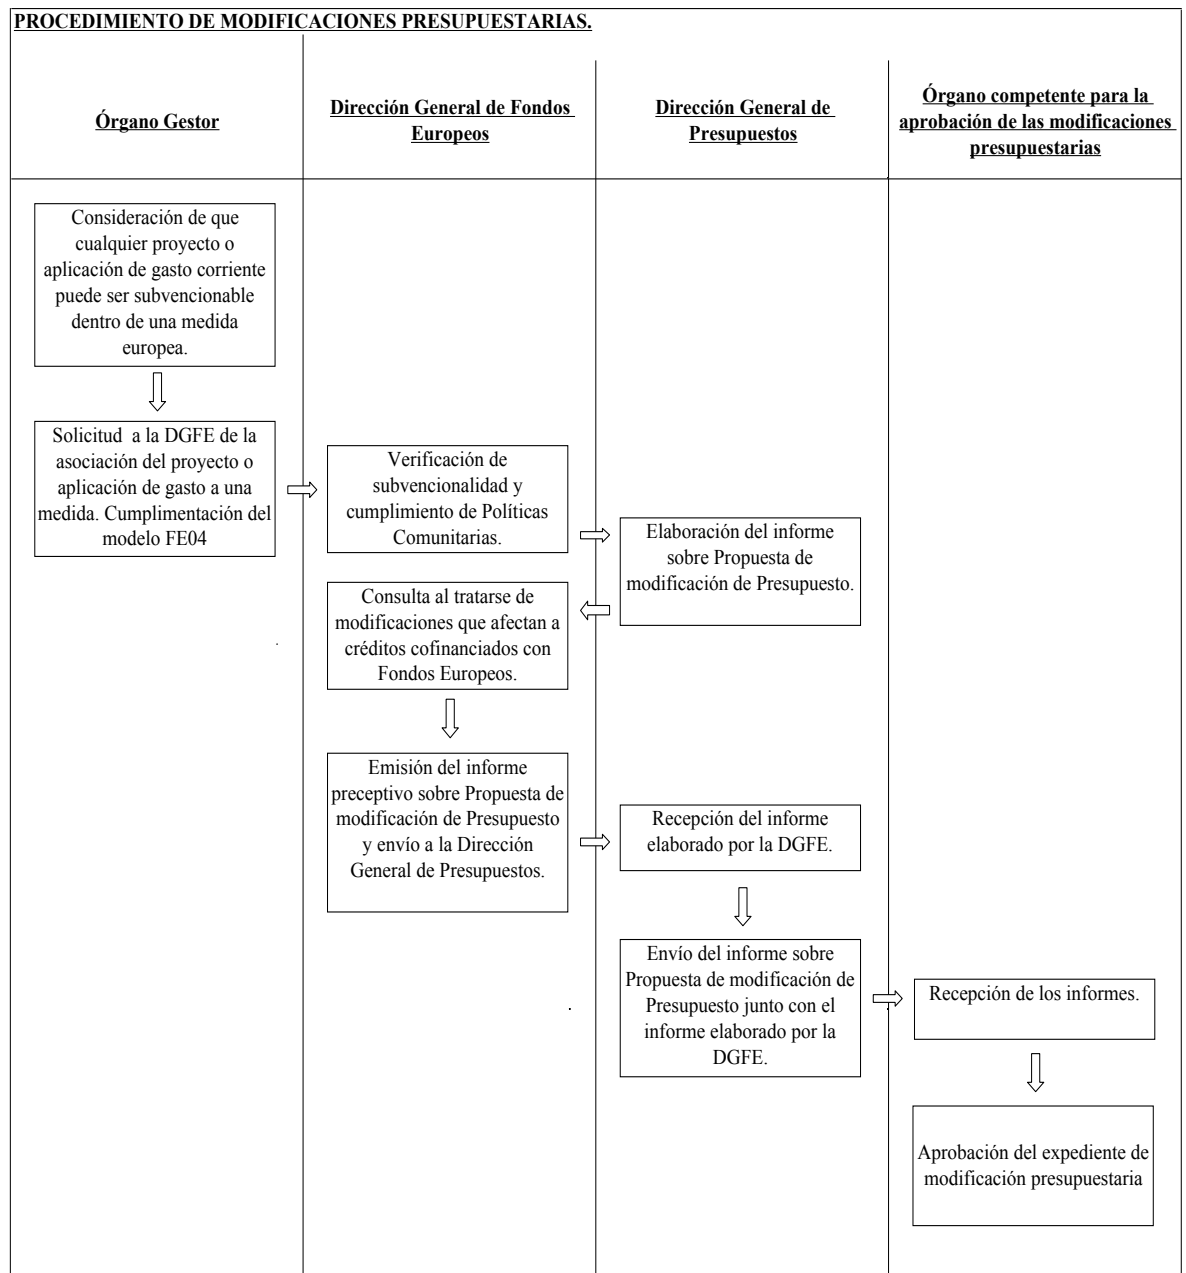 PROCEDIMIENTO DE MODIFICACIONES PRESUPUESTARIAS.
Órgano Gestor
Dirección General de Fondos
Europeos
Dirección General de
Presupuestos
Órgano competente para la
aprobación de las modificaciones
presupuestarias
Consideración de que
cualquier proyecto o
aplicación de gasto corriente
puede ser subvencionable
dentro de una medida
europea.
Solicitud a la DGFE de la
asociación del proyecto o
aplicación de gasto a una
medida. Cumplimentación del
modelo FE04
Verificación de
subvencionalidad y
cumplimiento de Políticas
Comunitarias.
Elaboración del informe
sobre Propuesta de
modificación de Presupuesto.
Consulta al tratarse de
modificaciones que afectan a
créditos cofinanciados con
Fondos Europeos.
Emisión del informe
preceptivo sobre Propuesta de
modificación de Presupuesto
y envío a la Dirección
General de Presupuestos.
Recepción del informe
elaborado por la DGFE.
Envío del informe sobre
Propuesta de modificación de
Presupuesto junto con el
informe elaborado por la
DGFE.
Recepción de los informes.
Aprobación del expediente de
modificación presupuestaria